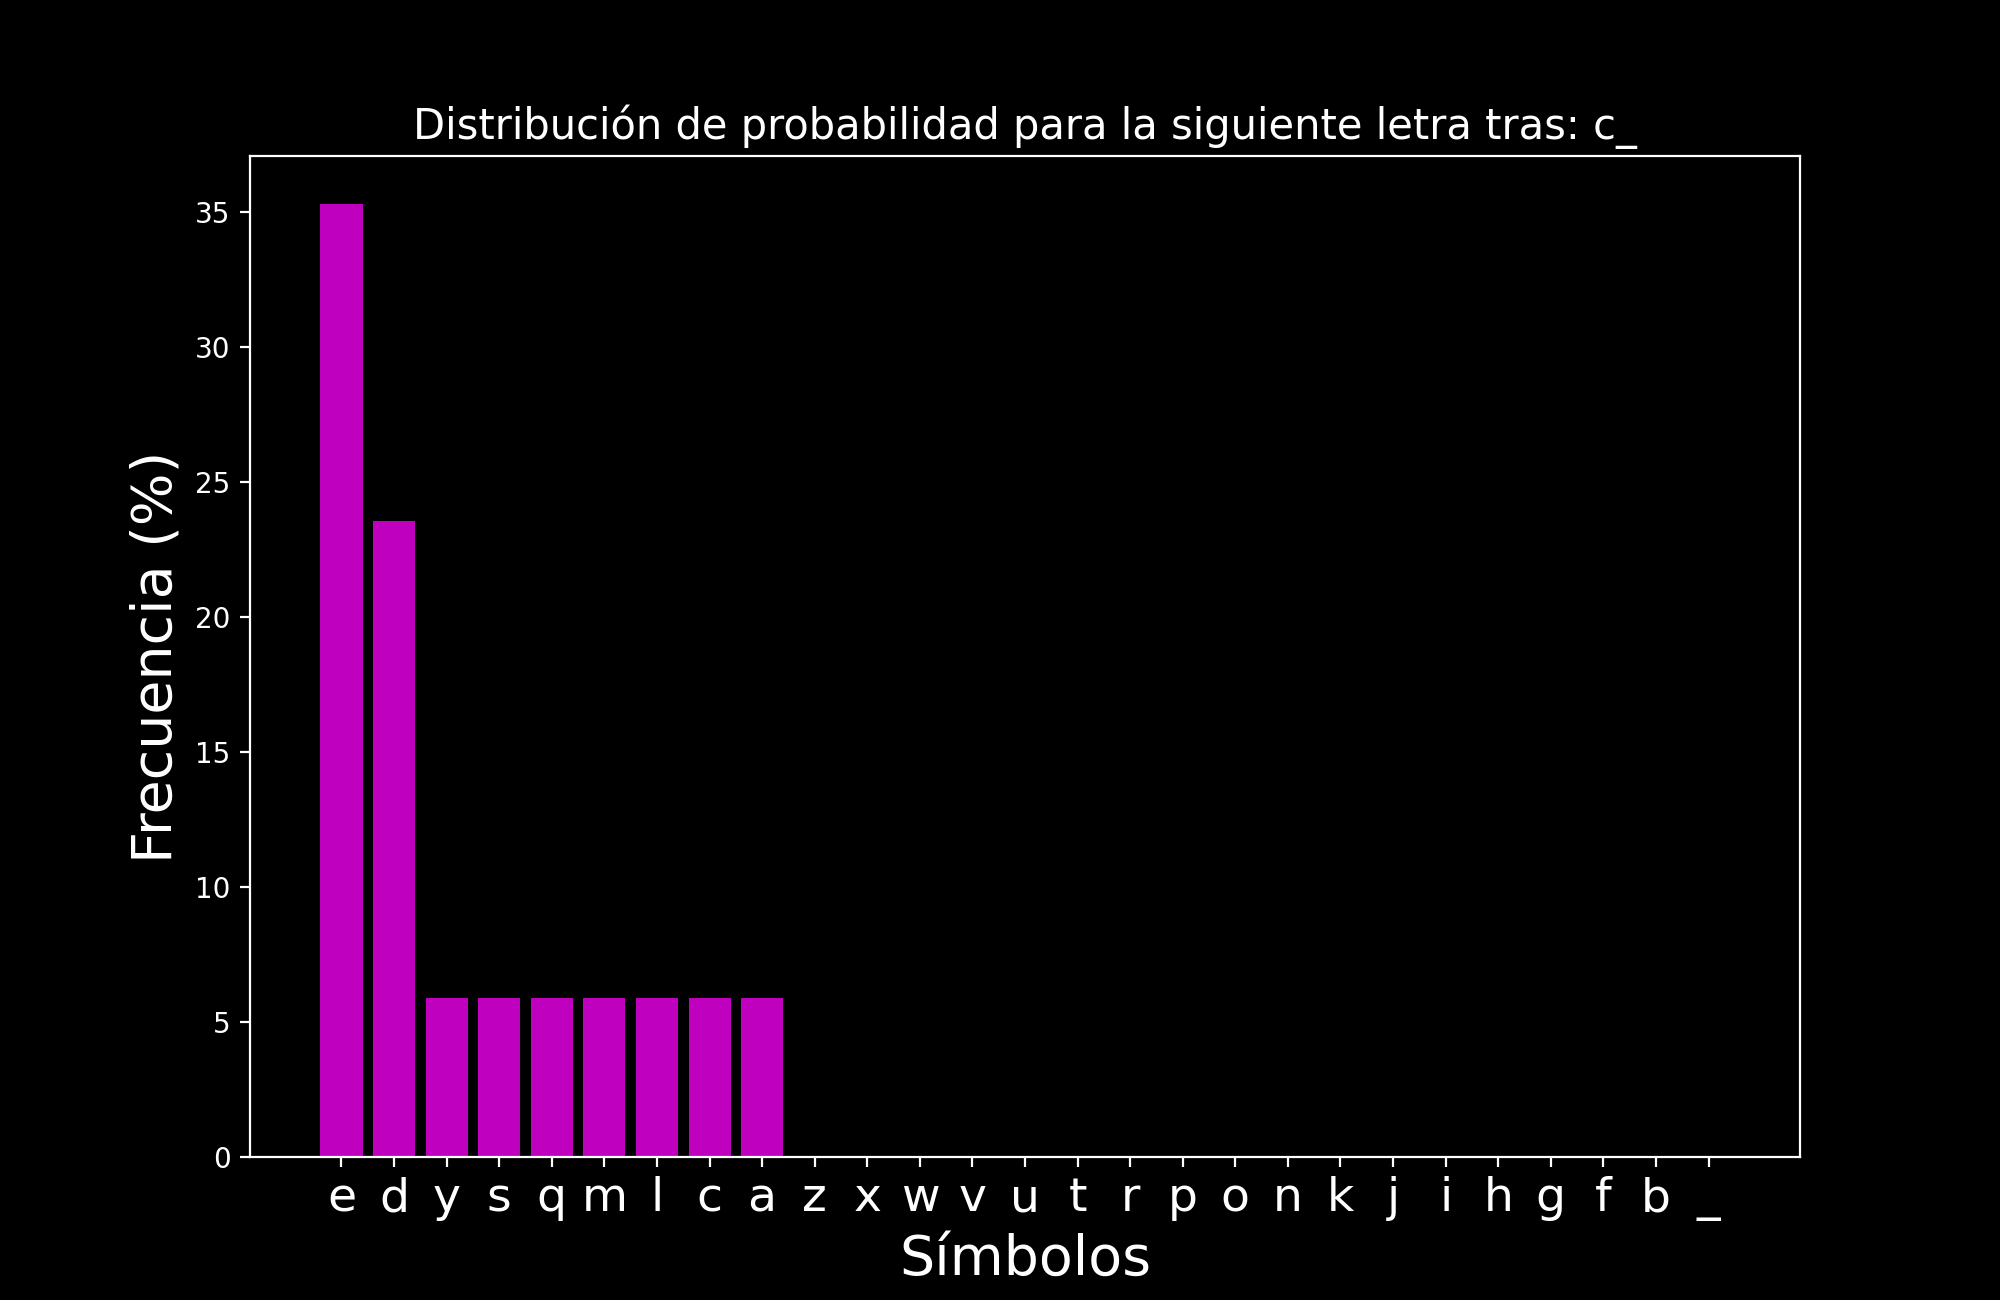 Distribución de probabilidad para la siguiente letra tras: c_
Frecuencia (%)
35
30
25
20
15
10
5
0
e d y s q m l c a z x w v u t r p o n k j i h g f b _
Símbolos